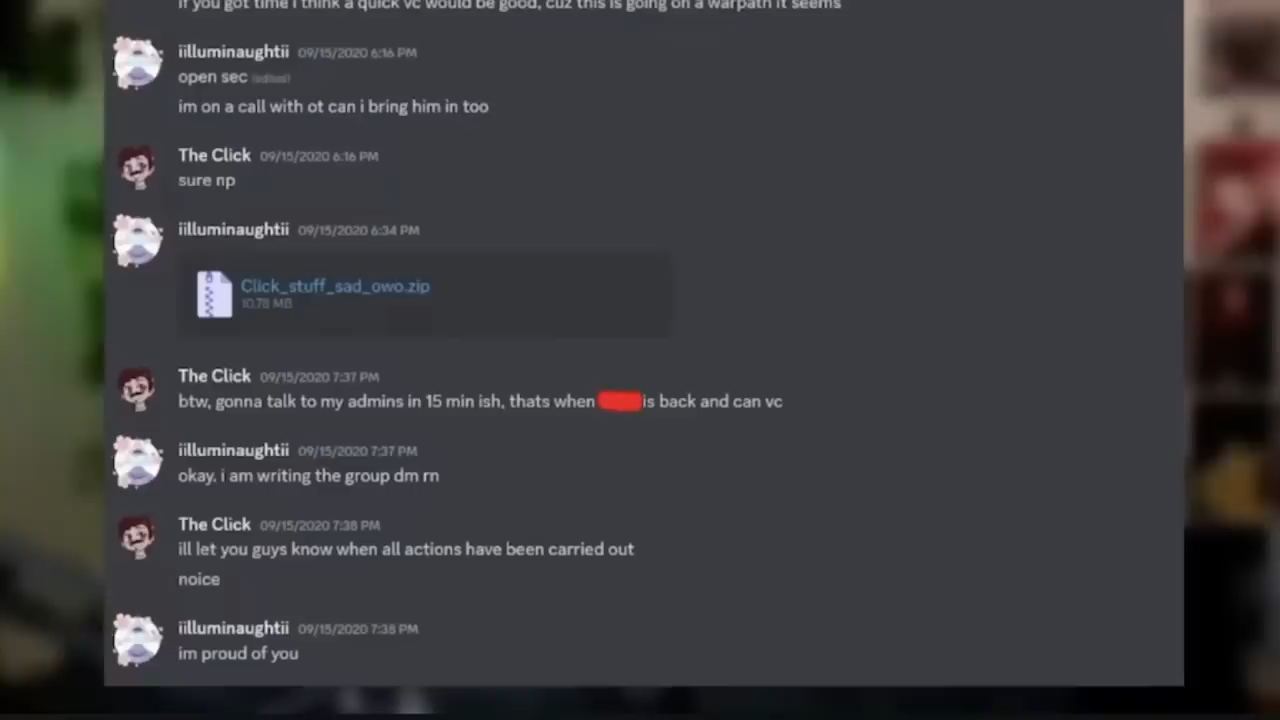 if you got time i think a quick vc would be good, cuz this is going on a warpath it seems
iilluminaughtii 09/15/2020 6:16 PM
open sec (edited)
im on a call with ot can i bring him in too
The Click 09/15/2020 6:16 PM
sure np
iilluminaughtii 09/15/2020 6:34 PM
Click_stuff_sad_owo.zip
10.78 MB
The Click 09/15/2020 7:37 PM
btw, gonna talk to my admins in 15 min ish, thats when is back and can vc
iilluminaughtii 09/15/2020 7:37 PM
okay. i am writing the group dm rn
The Click 09/15/2020 7:38 PM
ill let you guys know when all actions have been carried out
noice
iilluminaughtii 09/15/2020 7:38 PM
im proud of you